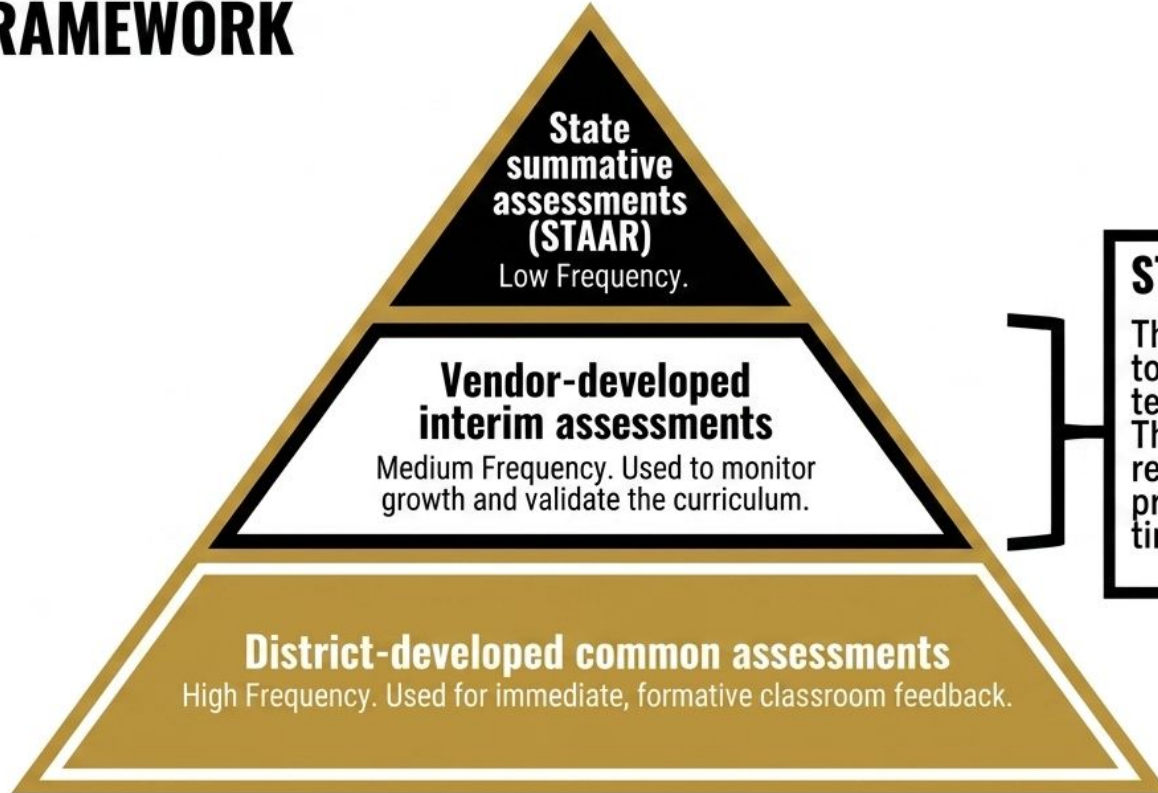 State
summative
assessments
(STAAR)
Low Frequency.
Vendor-developed
interim assessments
Medium Frequency. Used to monitor
growth and validate the curriculum.
District-developed common assessments
High Frequency. Used for immediate, formative classroom feedback.